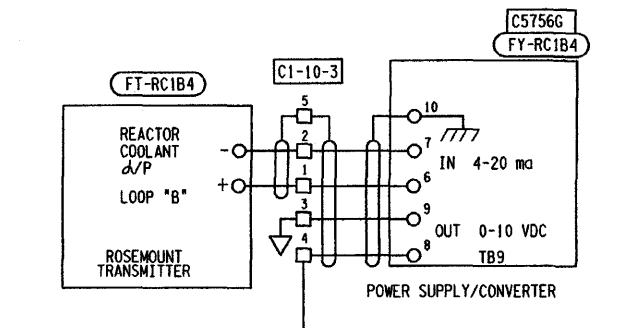 C5756G
FY-RC1B4
C1-10-3
FT-RC1B4
5
10
REACTOR
COOLANT
d/P
LOOP "B"
-
2
7
IN 4-20 ma
+
1
6
3
9
OUT 0-10 VDC
4
8
TB9
ROSEMOUNT
TRANSMITTER
POWER SUPPLY/CONVERTER